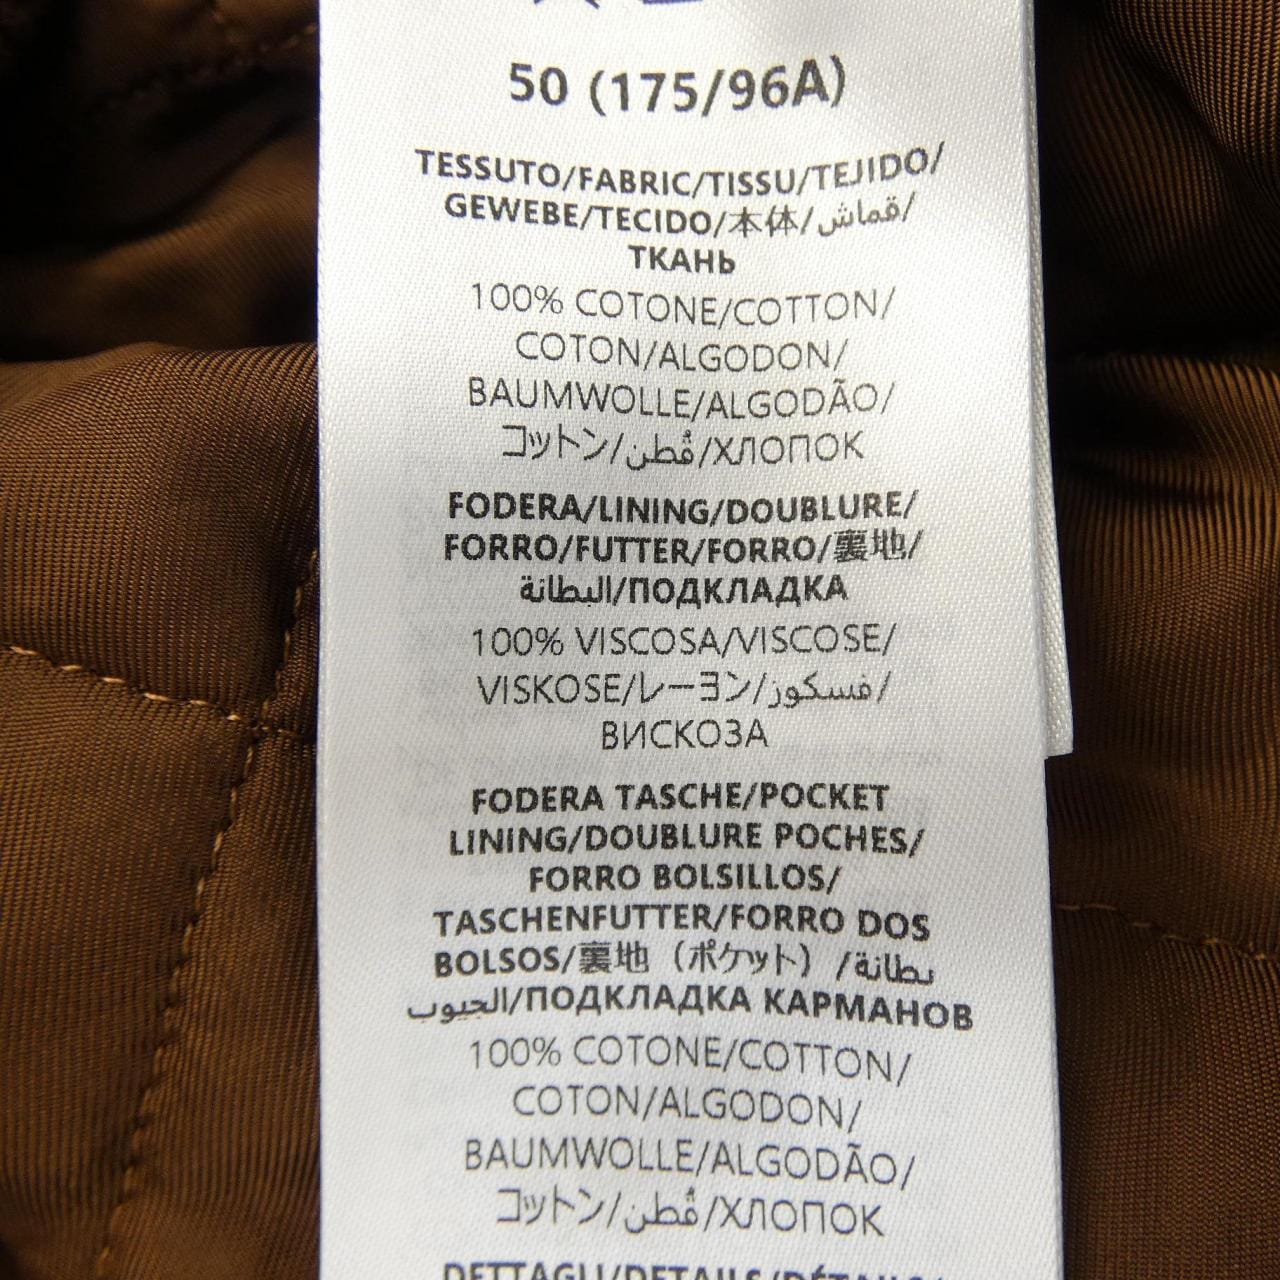 50 (175/96A)
TESSUTO/FABRIC/TISSU/TEJIDO/
GEWEBE/TECIDO/本体/قماش/
ТКАНЬ
100% COTONE/COTTON/
COTON/ALGODON/
BAUMWOLLE/ALGODÃO/
コットン/قُطن/ХЛОПОК
FODERA/LINING/DOUBLURE/
FORRO/FUTTER/FORRO/裏地/
البطانة/ПОДКЛАДКА
100% VISCOSA/VISCOSE/
VISKOSE/レーヨン/فسكوز/
ВИСКОЗА
FODERA TASCHE/POCKET
LINING/DOUBLURE POCHES/
FORRO BOLSILLOS/
TASCHENFUTTER/FORRO DOS
BOLSOS/裏地（ポケット）/بطانة
الجيوب/ПОДКЛАДКА КАРМАНОВ
100% COTONE/COTTON/
COTON/ALGODON/
BAUMWOLLE/ALGODÃO/
コットン/قُطن/ХЛОПОК
DETTAGLI/DETAILS/DÉTAILS/